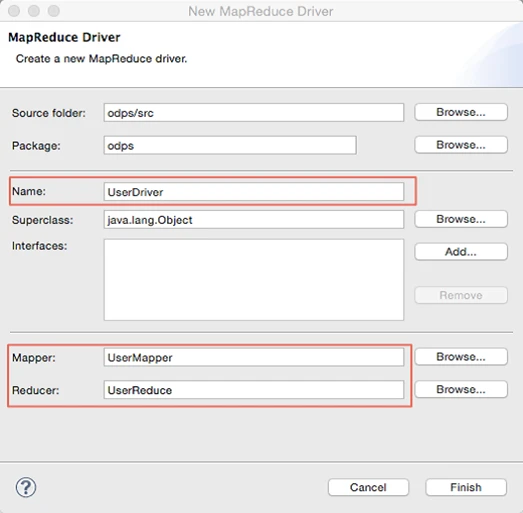 New MapReduce Driver
MapReduce Driver
Create a new MapReduce driver.
Source folder: odps/src Browse...
Package: odps Browse...
Name: UserDriver
Superclass: java.lang.Object Browse...
Interfaces: Add...
Remove
Mapper: UserMapper Browse...
Reducer: UserReduce Browse...
? Cancel Finish